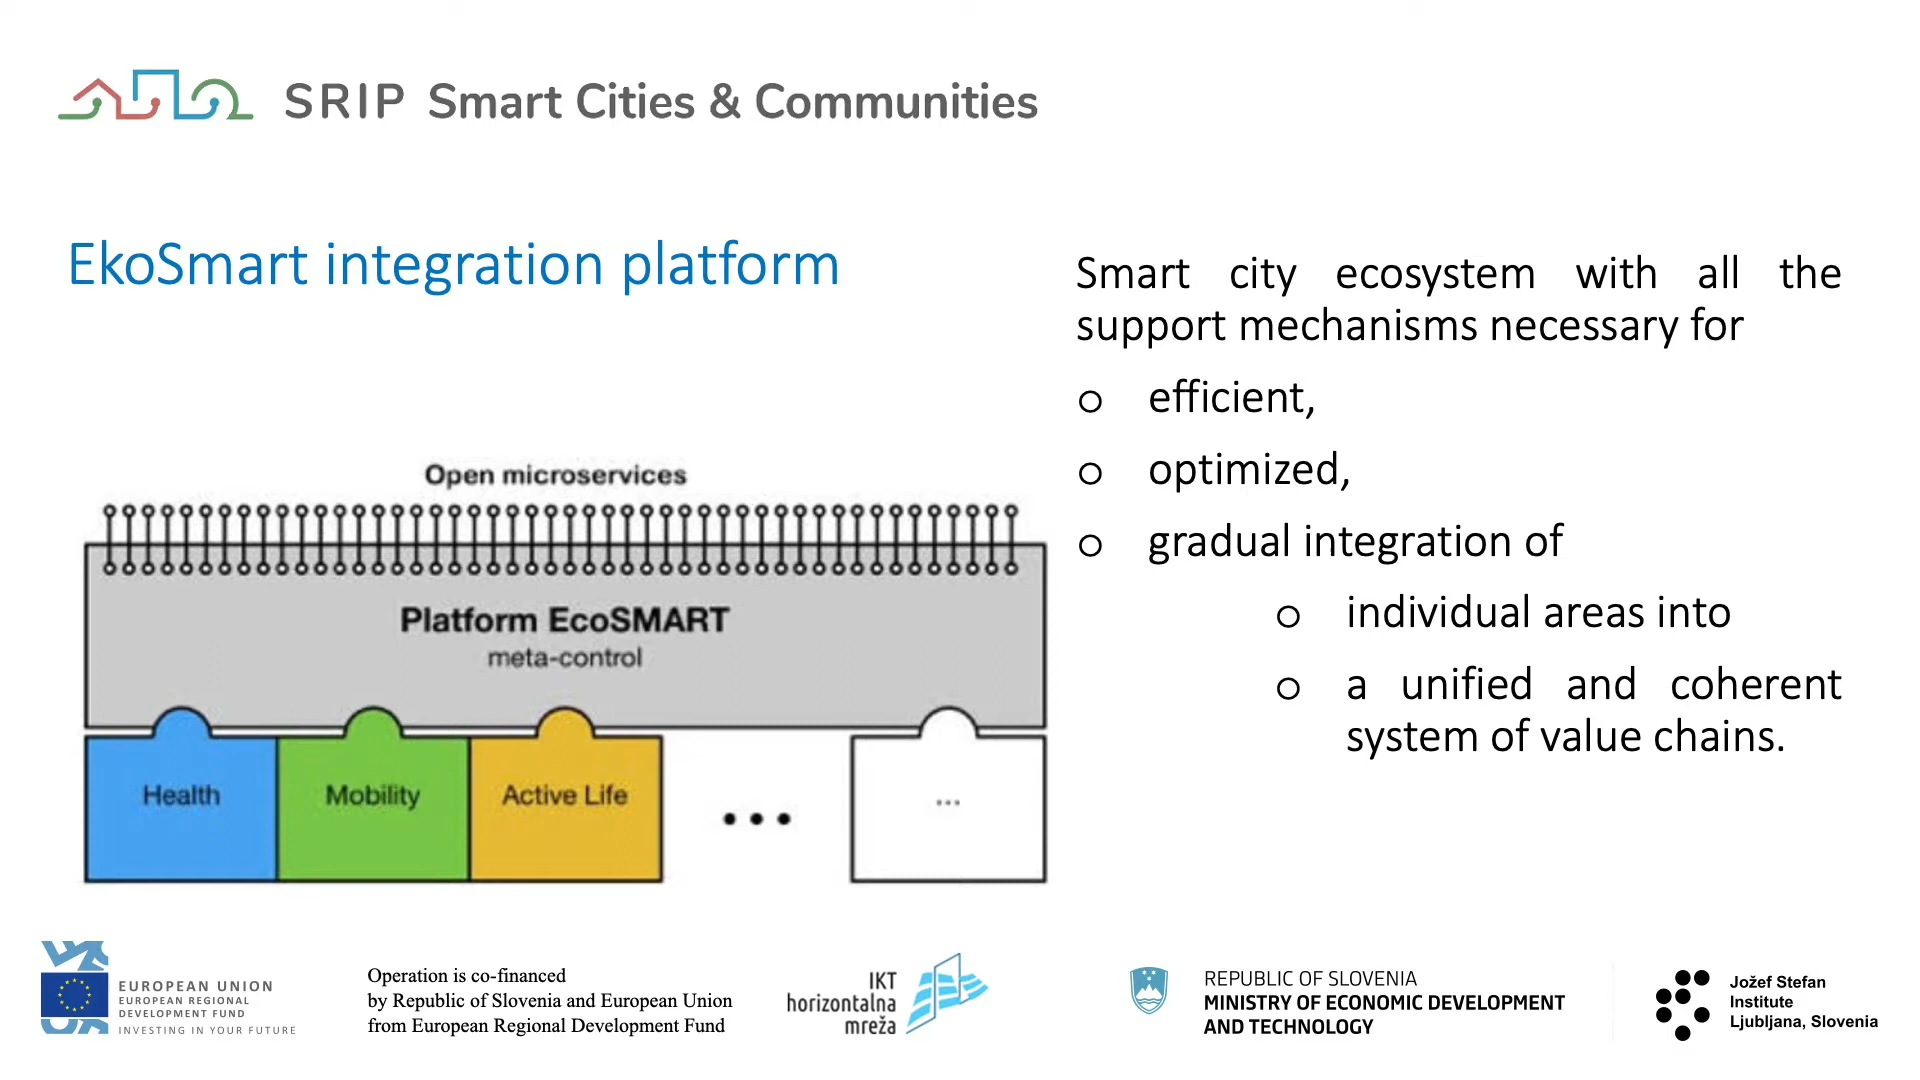 SRIP Smart Cities & Communities
EkoSmart integration platform
Open microservices
Platform EcoSMART
meta-control
Health
Mobility
Active Life
•••
...
Smart city ecosystem with all the
support mechanisms necessary for
o efficient,
o optimized,
o gradual integration of
o individual areas into
o a unified and coherent
system of value chains.
EUROPEAN UNION
EUROPEAN REGIONAL
DEVELOPMENT FUND
INVESTING IN YOUR FUTURE
Operation is co-financed
by Republic of Slovenia and European Union
from European Regional Development Fund
IKT
horizontalna
mreža
REPUBLIC OF SLOVENIA
MINISTRY OF ECONOMIC DEVELOPMENT
AND TECHNOLOGY
Jožef Stefan
Institute
Ljubljana, Slovenia